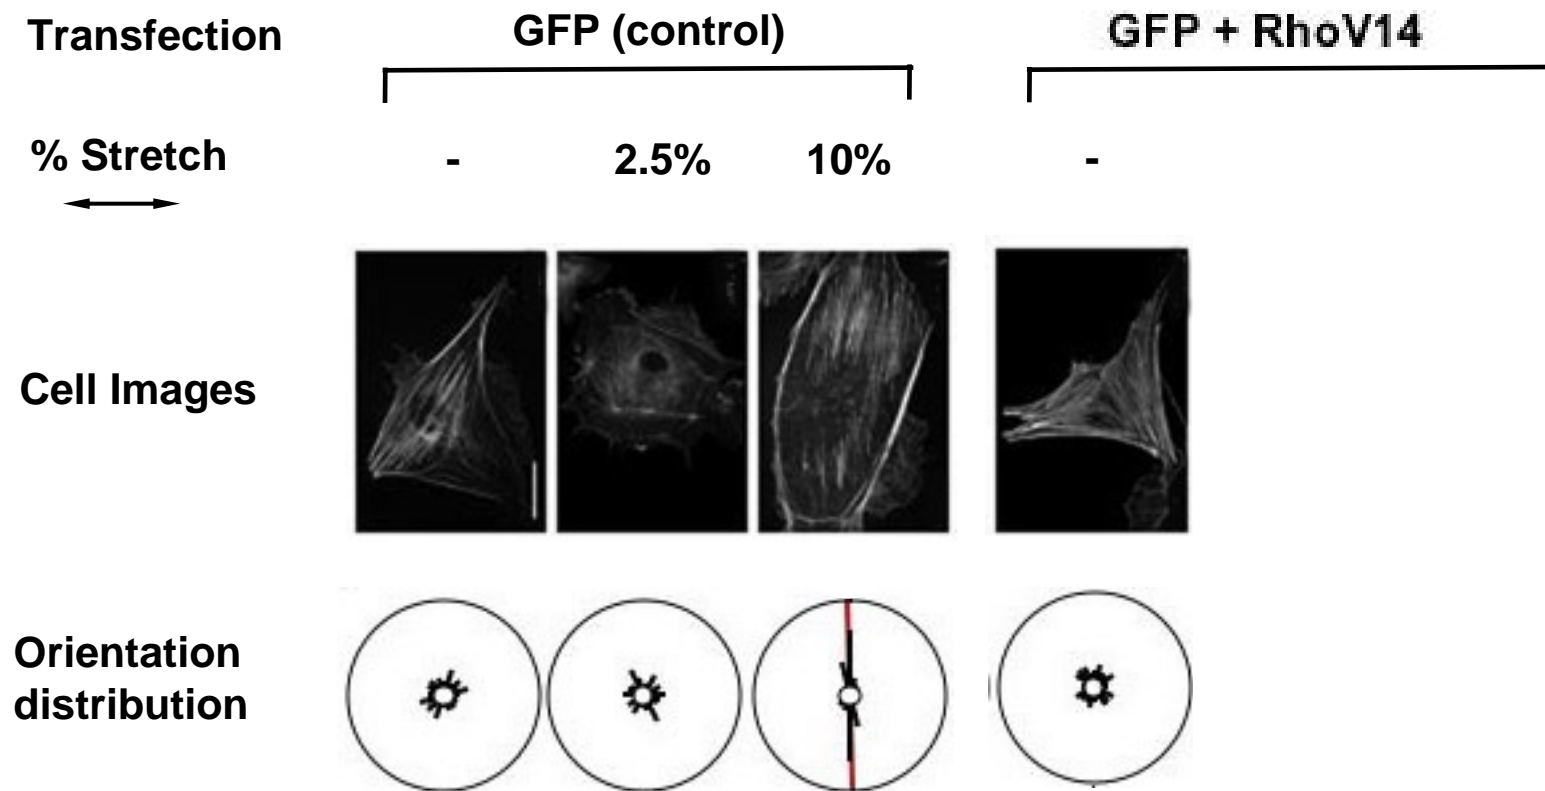 Transfection GFP (control) GFP + RhoV14
% Stretch - 2.5% 10% -
Cell Images
Orientation
distribution